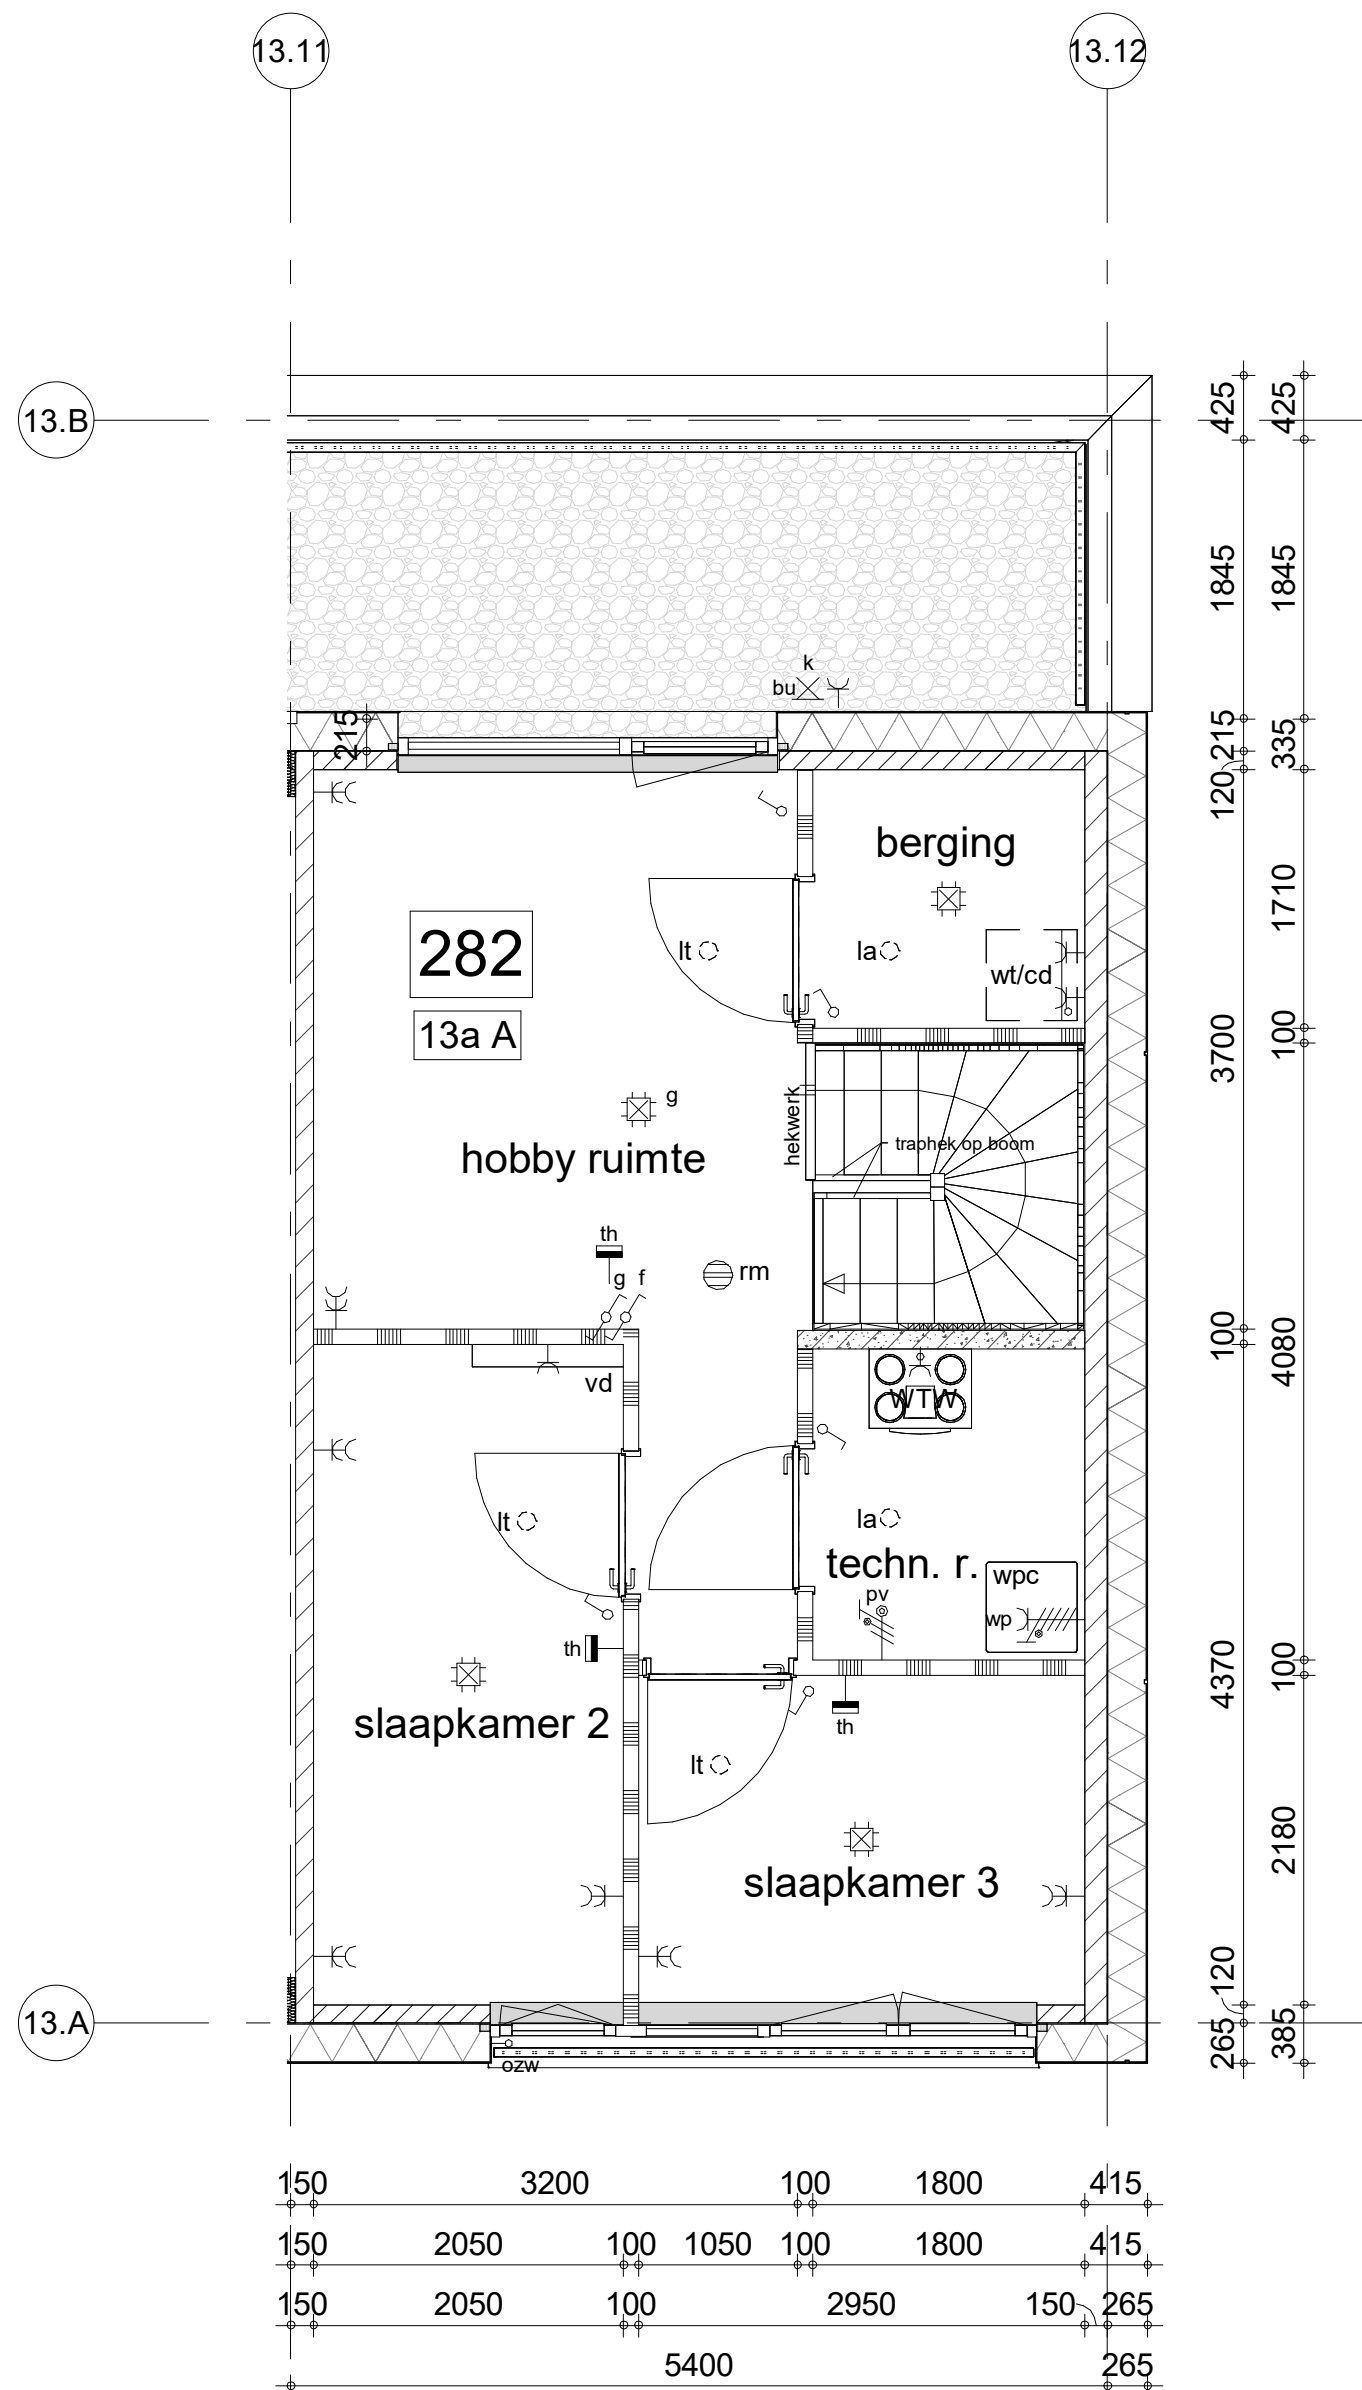 13.11
13.12
13.B
425
425
1845
1845
k
bu
215
215
335
120
berging
1710
282
lt
la
wt/cd
13a A
100
3700
g
hekwerk
traphek op boom
hobby ruimte
th
rm
g
f
100
4080
vd
WTW
lt
la
techn. r.
wpc
pv
wp
th
100
4370
slaapkamer 2
th
lt
2180
slaapkamer 3
120
13.A
265
385
ozw
150 3200 100 1800 415
150 2050 100 1050 100 1800 415
150 2050 100 2950 150 265
5400 265